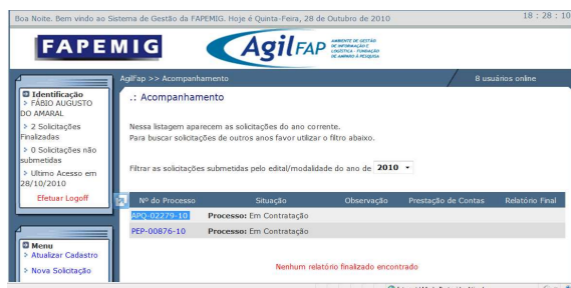 Boa Noite. Bem vindo ao Sistema de Gestão da FAPEMIG. Hoje é Quinta-Feira, 28 de Outubro de 2010
18 : 28 : 10
FAPEMIG
AgilFAP
AMBIENTE DE GESTÃO
DE INFORMAÇÃO E
LOGÍSTICA - FUNDAÇÃO
DE AMPARO À PESQUISA
AgilFap >> Acompanhamento
8 usuários online
Identificação
> FÁBIO AUGUSTO
DO AMARAL
> 2 Solicitações
Finalizadas
> 0 Solicitações não
submetidas
> Ultimo Acesso em
28/10/2010
Efetuar Logoff
Menu
> Atualizar Cadastro
> Nova Solicitação
.: Acompanhamento
Nessa listagem aparecem as solicitações do ano corrente.
Para buscar solicitações de outros anos favor utilizar o filtro abaixo.
Filtrar as solicitações submetidas pelo edital/modalidade do ano de 2010
Nº do Processo Situação Observação Prestação de Contas Relatório Final
APQ-02279-10 Processo: Em Contratação
PEP-00876-10 Processo: Em Contratação
Nenhum relatório finalizado encontrado